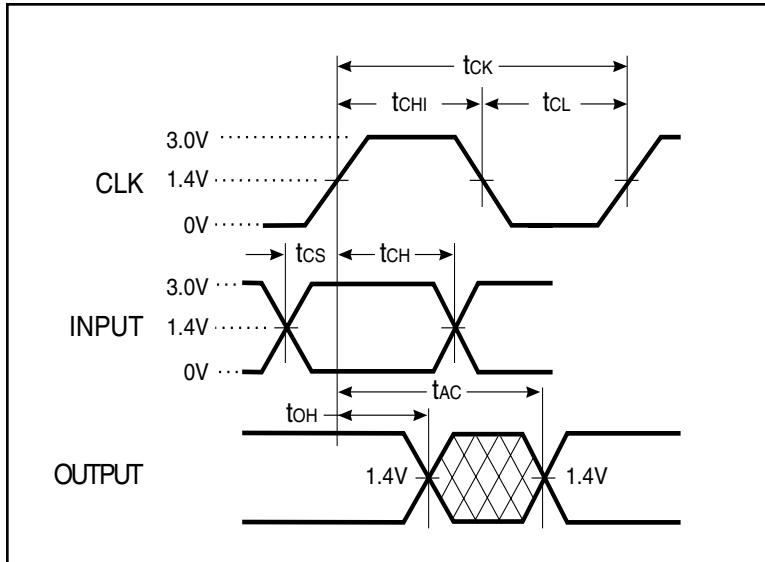 tCK
tCHI tCL
3.0V
CLK 1.4V
0V
tCS tCH
3.0V
INPUT 1.4V
0V
tAC
tOH
OUTPUT 1.4V 1.4V